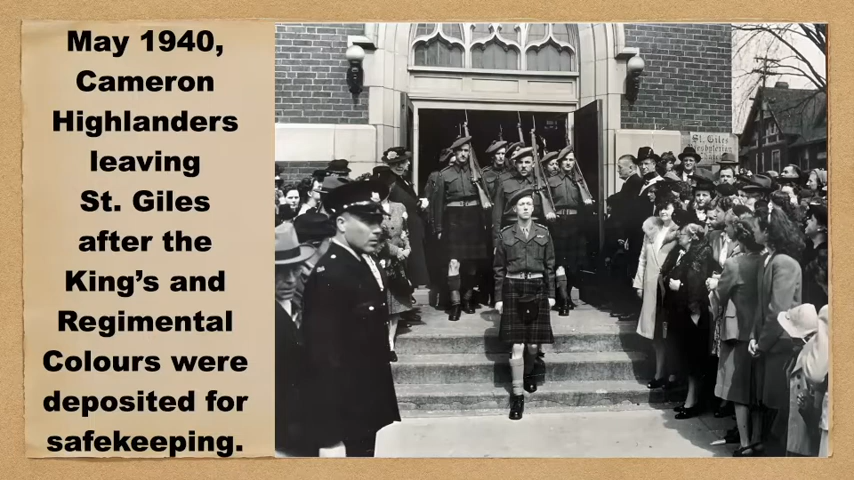 May 1940,
Cameron
Highlanders
leaving
St. Giles
after the
King’s and
Regimental
Colours were
deposited for
safekeeping.
St. Giles
Presbyterian